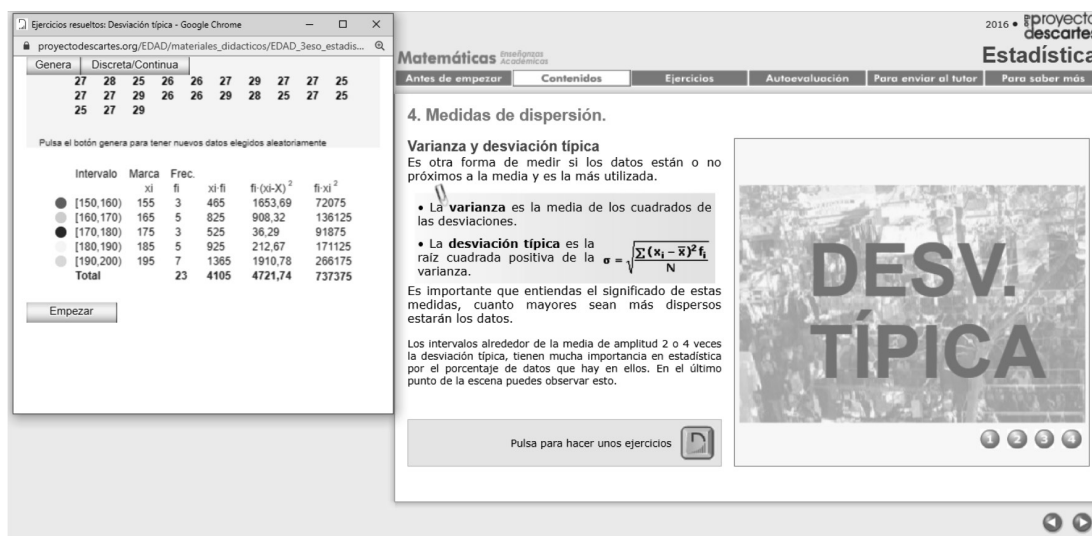 Ejercicios resueltos: Desviación típica - Google Chrome
proyectodescartes.org/EDAD/materiales_didacticos/EDAD_3eso_estadis...
Genera Discreta/Continua
27 28 25 26 26 27 29 27 27 25
27 27 29 26 26 29 28 25 27 25
25 27 29
Pulsa el botón genera para tener nuevos datos elegidos aleatoriamente
Intervalo Marca Frec.
xi fi xi·fi fi·(xi-X)² fi·xi²
[150,160) 155 3 465 1653,69 72075
[160,170) 165 5 825 908,32 136125
[170,180) 175 3 525 36,29 91875
[180,190) 185 5 925 212,67 171125
[190,200) 195 7 1365 1910,78 266175
Total 23 4105 4721,74 737375
Empezar
2016 • proyecto
descartes
Matemáticas Enseñanzas Académicas
Estadística
Antes de empezar Contenidos Ejercicios Autoevaluación Para enviar al tutor Para saber más
4. Medidas de dispersión.
Varianza y desviación típica
Es otra forma de medir si los datos están o no
próximos a la media y es la más utilizada.
• La varianza es la media de los cuadrados de
las desviaciones.
• La desviación típica es la
raíz cuadrada positiva de la
varianza.
σ = √(∑(xᵢ − x̄)² fᵢ / N)
Es importante que entiendas el significado de estas
medidas, cuanto mayores sean más dispersos
estarán los datos.
Los intervalos alrededor de la media de amplitud 2 o 4 veces
la desviación típica, tienen mucha importancia en estadística
por el porcentaje de datos que hay en ellos. En el último
punto de la escena puedes observar esto.
Pulsa para hacer unos ejercicios
DESV.
TÍPICA
1 2 3 4